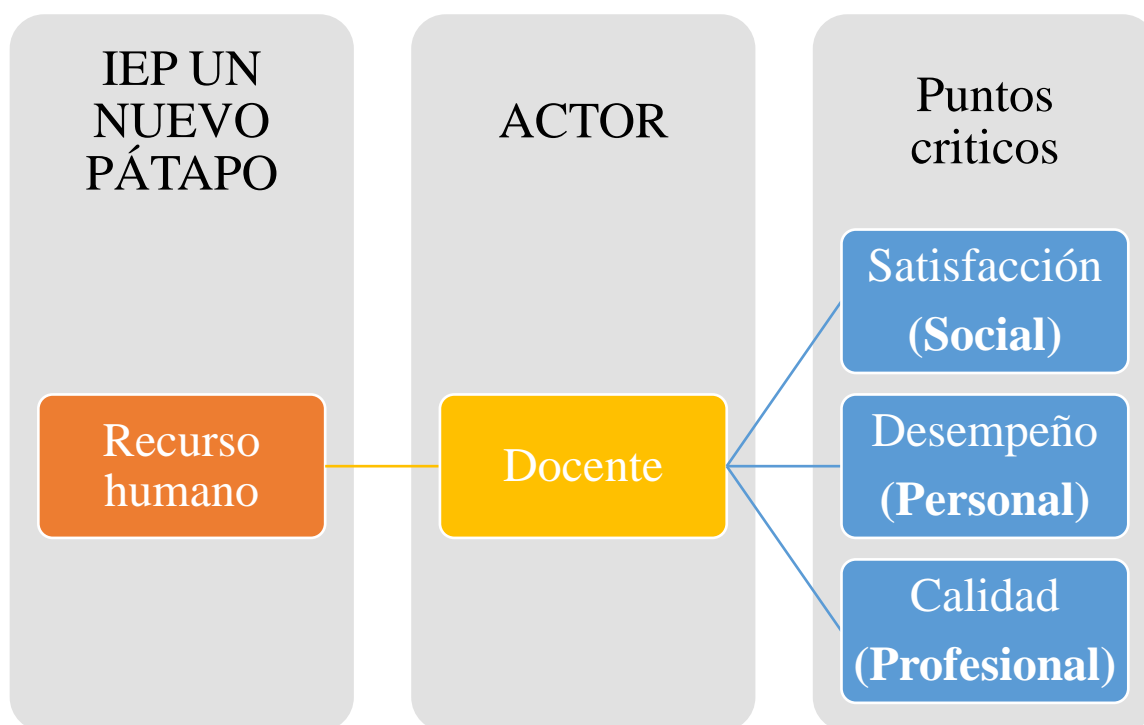 IEP UN
NUEVO
PÁTAPO
ACTOR
Puntos
criticos
Recurso
humano
Docente
Satisfacción
(Social)
Desempeño
(Personal)
Calidad
(Profesional)